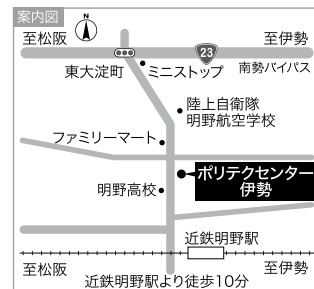 案内図
N
至松阪
23
至伊勢
東大淀町
ミニストップ
南勢バイパス
陸上自衛隊
明野航空学校
ファミリーマート
ポリテクセンター
伊勢
明野高校
近鉄明野駅
至松阪
至伊勢
近鉄明野駅より徒歩10分